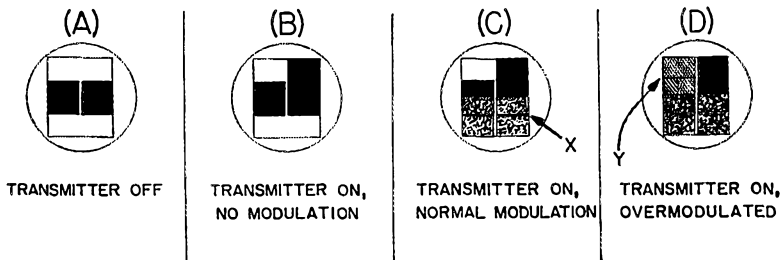 (A)
(B)
(C)
(D)
X
Y
TRANSMITTER OFF
TRANSMITTER ON,
NO MODULATION
TRANSMITTER ON,
NORMAL MODULATION
TRANSMITTER ON,
OVERMODULATED